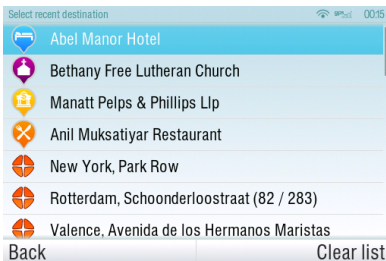 Select recent destination 00:15
Abel Manor Hotel
Bethany Free Lutheran Church
Manatt Pelps & Phillips Llp
Anil Muksatiyar Restaurant
New York, Park Row
Rotterdam, Schoonderloostraat (82 / 283)
Valence, Avenida de los Hermanos Maristas
Back Clear list